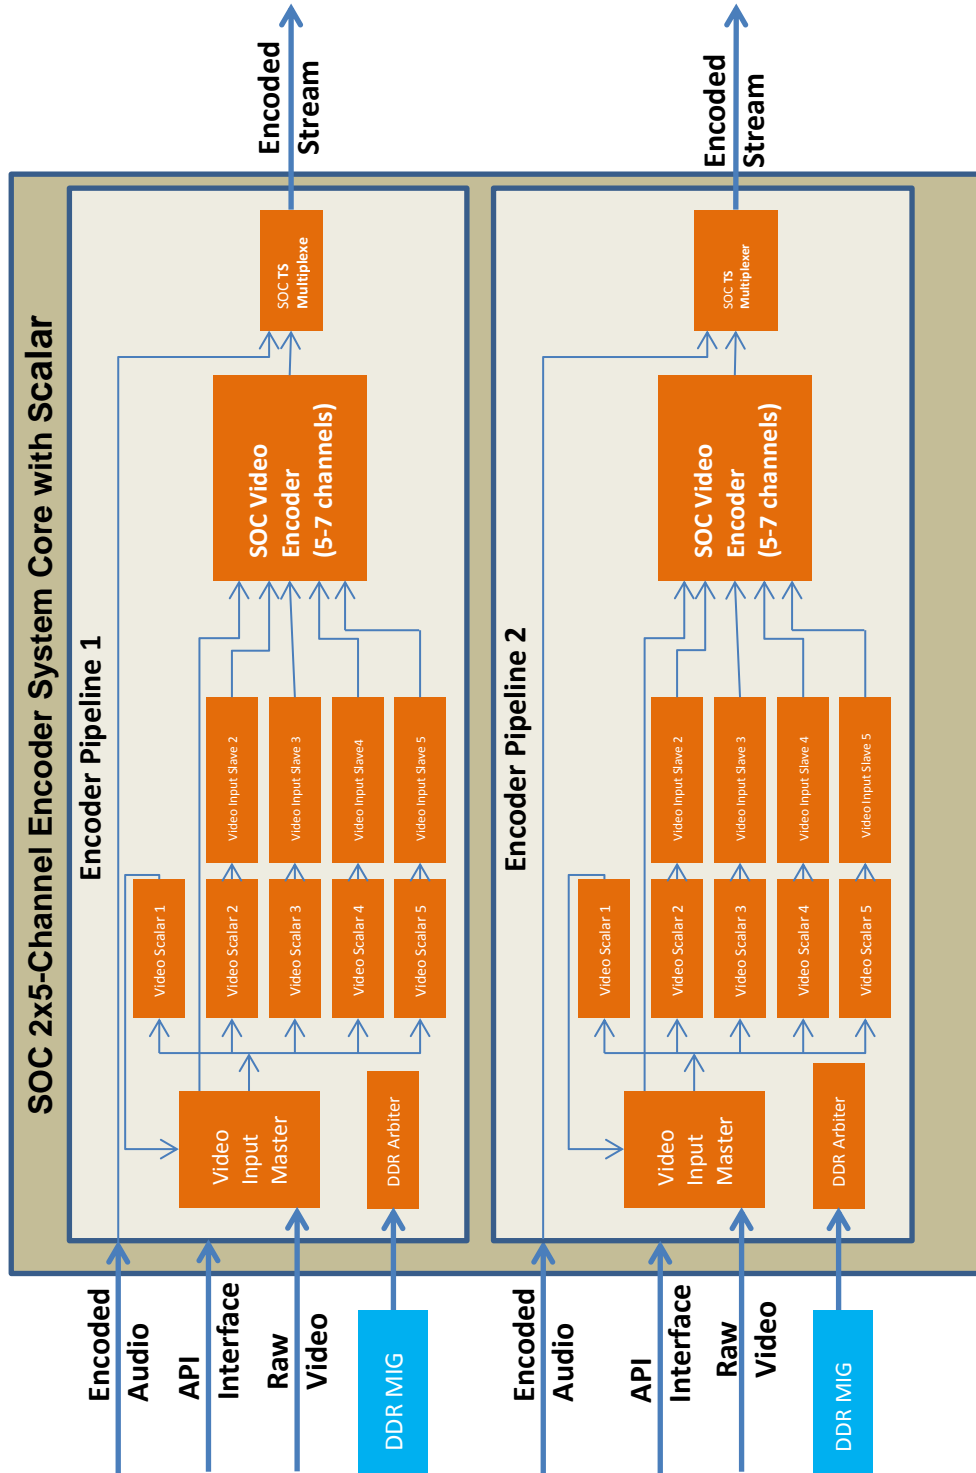 SOC 2x5-Channel Encoder System Core with Scalar
Encoder Pipeline 1
Encoded
Audio
API
Interface
Raw
Video
DDR MIG
Video
Input
Master
DDR Arbiter
Video Scalar 1
Video Scalar 2
Video Scalar 3
Video Scalar 4
Video Scalar 5
Video Input Slave 2
Video Input Slave 3
Video Input Slave4
Video Input Slave 5
SOC Video
Encoder
(5-7 channels)
SOC TS
Multiplexe
Encoded
Stream
Encoder Pipeline 2
Encoded
Audio
API
Interface
Raw
Video
DDR MIG
Video
Input
Master
DDR Arbiter
Video Scalar 1
Video Scalar 2
Video Scalar 3
Video Scalar 4
Video Scalar 5
Video Input Slave 2
Video Input Slave 3
Video Input Slave 4
Video Input Slave 5
SOC Video
Encoder
(5-7 channels)
SOC TS
Multiplexer
Encoded
Stream